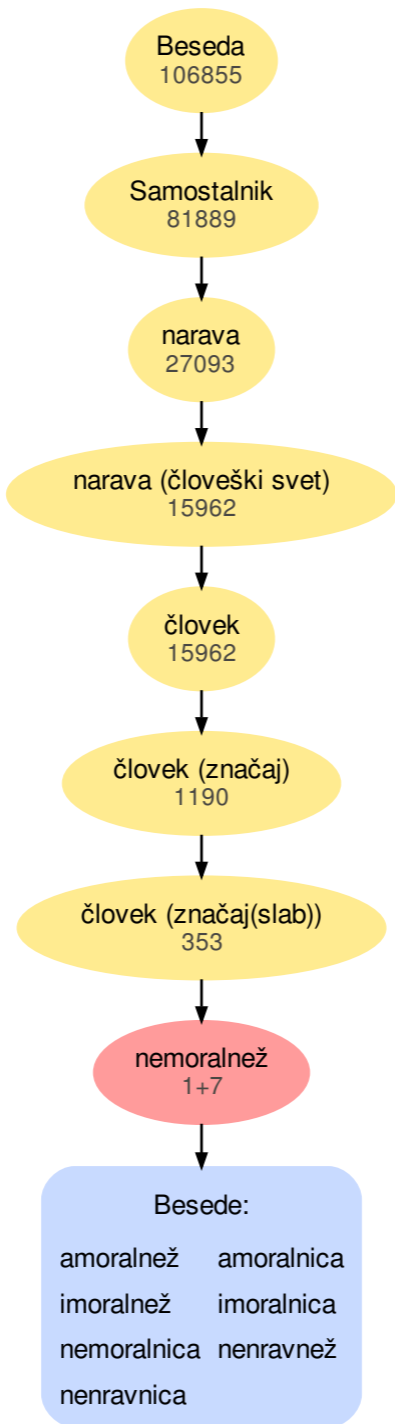 Beseda
106855
Samostalnik
81889
narava
27093
narava (človeški svet)
15962
človek
15962
človek (značaj)
1190
človek (značaj(slab))
353
nemoralnež
1+7
Besede:
amoralnež amoralnica
imoralnež imoralnica
nemoralnica nenravnež
nenravnica